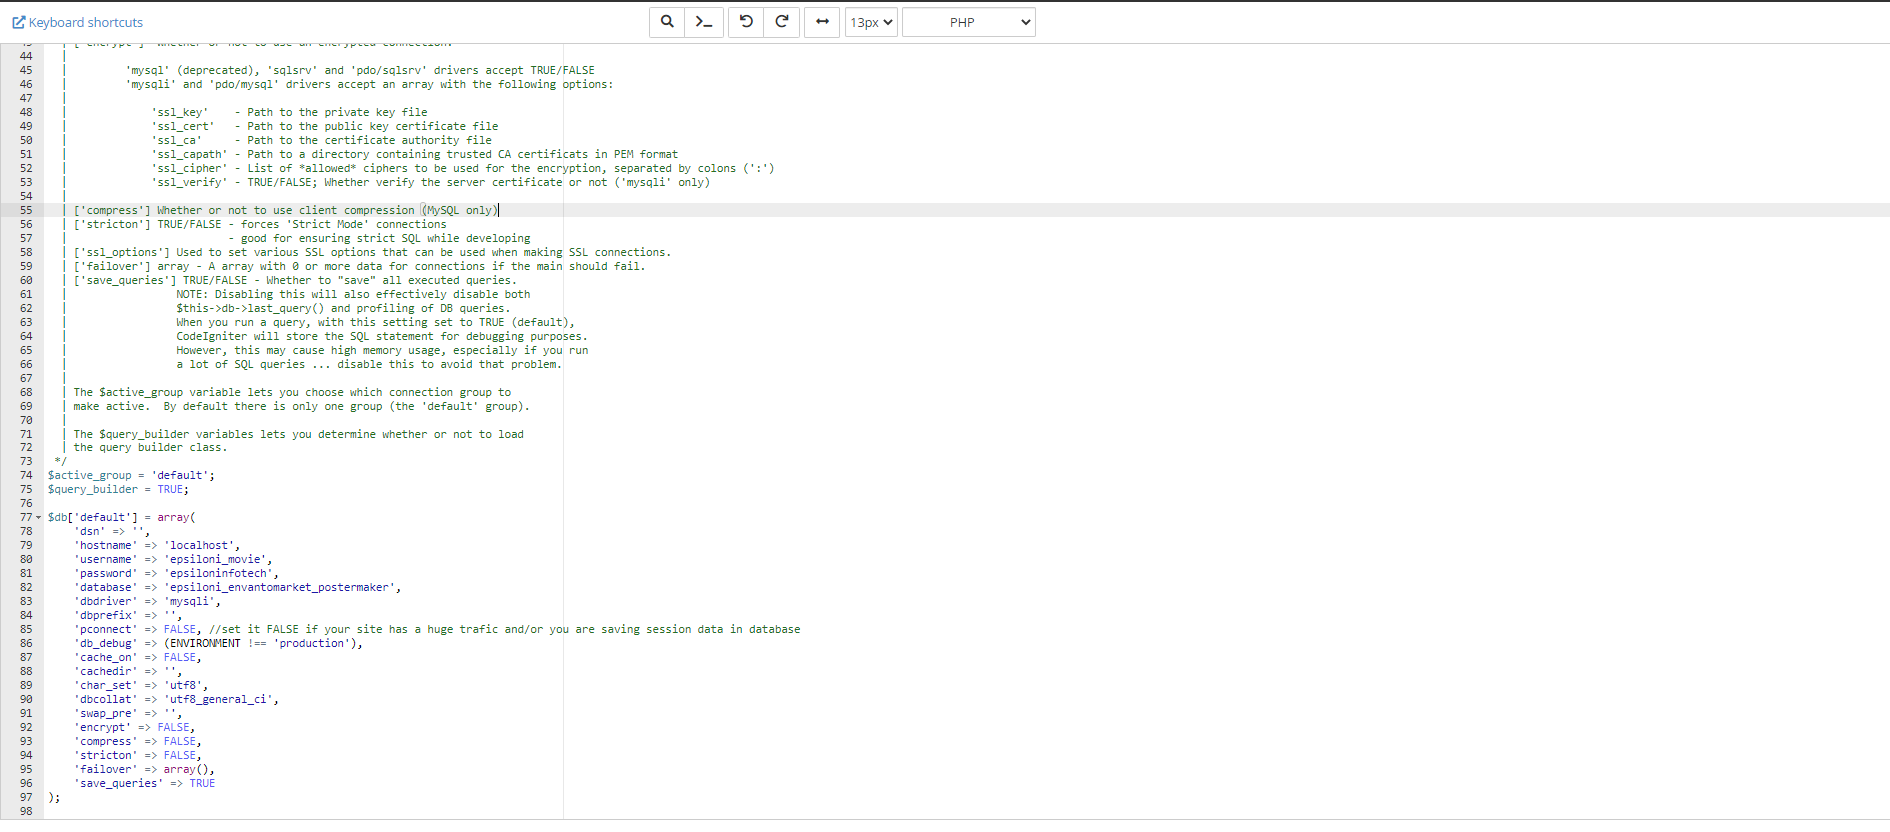 Keyboard shortcuts
13px
PHP
43 | ['encrypt'] Whether or not to use an encrypted connection.
44 |
45 | 'mysql' (deprecated), 'sqlsrv' and 'pdo/sqlsrv' drivers accept TRUE/FALSE
46 | 'mysqli' and 'pdo/mysql' drivers accept an array with the following options:
47 |
48 | 'ssl_key' - Path to the private key file
49 | 'ssl_cert' - Path to the public key certificate file
50 | 'ssl_ca' - Path to the certificate authority file
51 | 'ssl_capath' - Path to a directory containing trusted CA certificats in PEM format
52 | 'ssl_cipher' - List of *allowed* ciphers to be used for the encryption, separated by colons (':')
53 | 'ssl_verify' - TRUE/FALSE; Whether verify the server certificate or not ('mysqli' only)
54 |
55 | ['compress'] Whether or not to use client compression (MySQL only)
56 | ['stricton'] TRUE/FALSE - forces 'Strict Mode' connections
57 | - good for ensuring strict SQL while developing
58 | ['ssl_options'] Used to set various SSL options that can be used when making SSL connections.
59 | ['failover'] array - A array with 0 or more data for connections if the main should fail.
60 | ['save_queries'] TRUE/FALSE - Whether to "save" all executed queries.
61 | NOTE: Disabling this will also effectively disable both
62 | $this->db->last_query() and profiling of DB queries.
63 | When you run a query, with this setting set to TRUE (default),
64 | CodeIgniter will store the SQL statement for debugging purposes.
65 | However, this may cause high memory usage, especially if you run
66 | a lot of SQL queries ... disable this to avoid that problem.
67 |
68 | The $active_group variable lets you choose which connection group to
69 | make active.  By default there is only one group (the 'default' group).
70 |
71 | The $query_builder variables lets you determine whether or not to load
72 | the query builder class.
73 */
74 $active_group = 'default';
75 $query_builder = TRUE;
76
77 $db['default'] = array(
78 'dsn' => '',
79 'hostname' => 'localhost',
80 'username' => 'epsiloni_movie',
81 'password' => 'epsiloninfotech',
82 'database' => 'epsiloni_envantomarket_postermaker',
83 'dbdriver' => 'mysqli',
84 'dbprefix' => '',
85 'pconnect' => FALSE, //set it FALSE if your site has a huge trafic and/or you are saving session data in database
86 'db_debug' => (ENVIRONMENT !== 'production'),
87 'cache_on' => FALSE,
88 'cachedir' => '',
89 'char_set' => 'utf8',
90 'dbcollat' => 'utf8_general_ci',
91 'swap_pre' => '',
92 'encrypt' => FALSE,
93 'compress' => FALSE,
94 'stricton' => FALSE,
95 'failover' => array(),
96 'save_queries' => TRUE
97 );
98